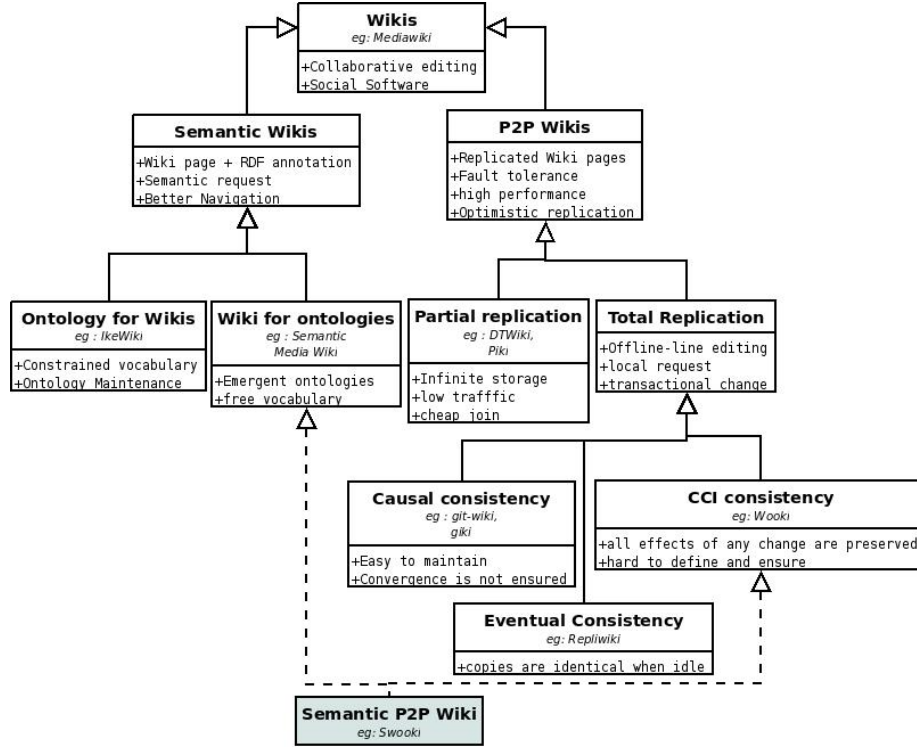 Wikis
eg: Mediawiki
+Collaborative editing
+Social Software
Semantic Wikis
+Wiki page + RDF annotation
+Semantic request
+Better Navigation
P2P Wikis
+Replicated Wiki pages
+Fault tolerance
+high performance
+Optimistic replication
Ontology for Wikis
eg : IkeWiki
+Constrained vocabulary
+Ontology Maintenance
Wiki for ontologies
eg : Semantic
Media Wiki
+Emergent ontologies
+free vocabulary
Partial replication
eg : DTWiki,
Piki
+Infinite storage
+low trafffic
+cheap join
Total Replication
+Offline-line editing
+local request
+transactional change
Causal consistency
eg : git-wiki,
giki
+Easy to maintain
+Convergence is not ensured
CCI consistency
eg: Wooki
+all effects of any change are preserved
+hard to define and ensure
Eventual Consistency
eg: Repliwiki
+copies are identical when idle
Semantic P2P Wiki
eg: Swooki